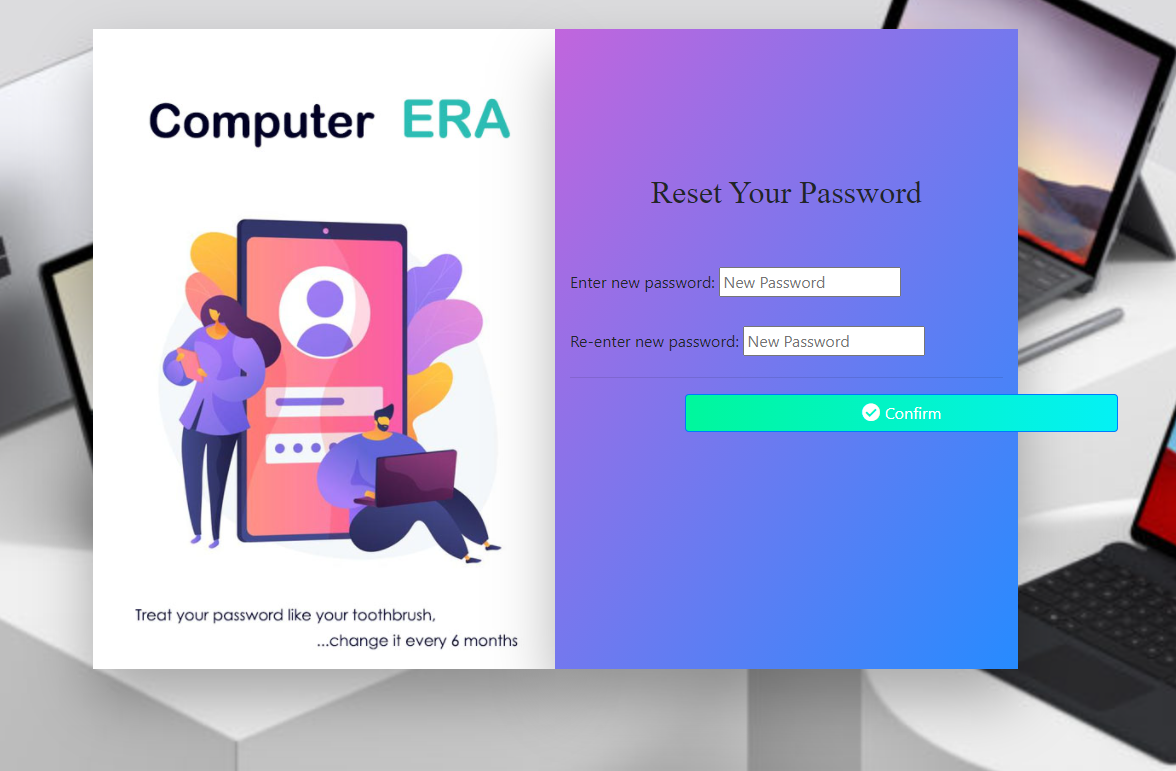 Computer ERA
Treat your password like your toothbrush,
...change it every 6 months
Reset Your Password
Enter new password: New Password
Re-enter new password: New Password
Confirm